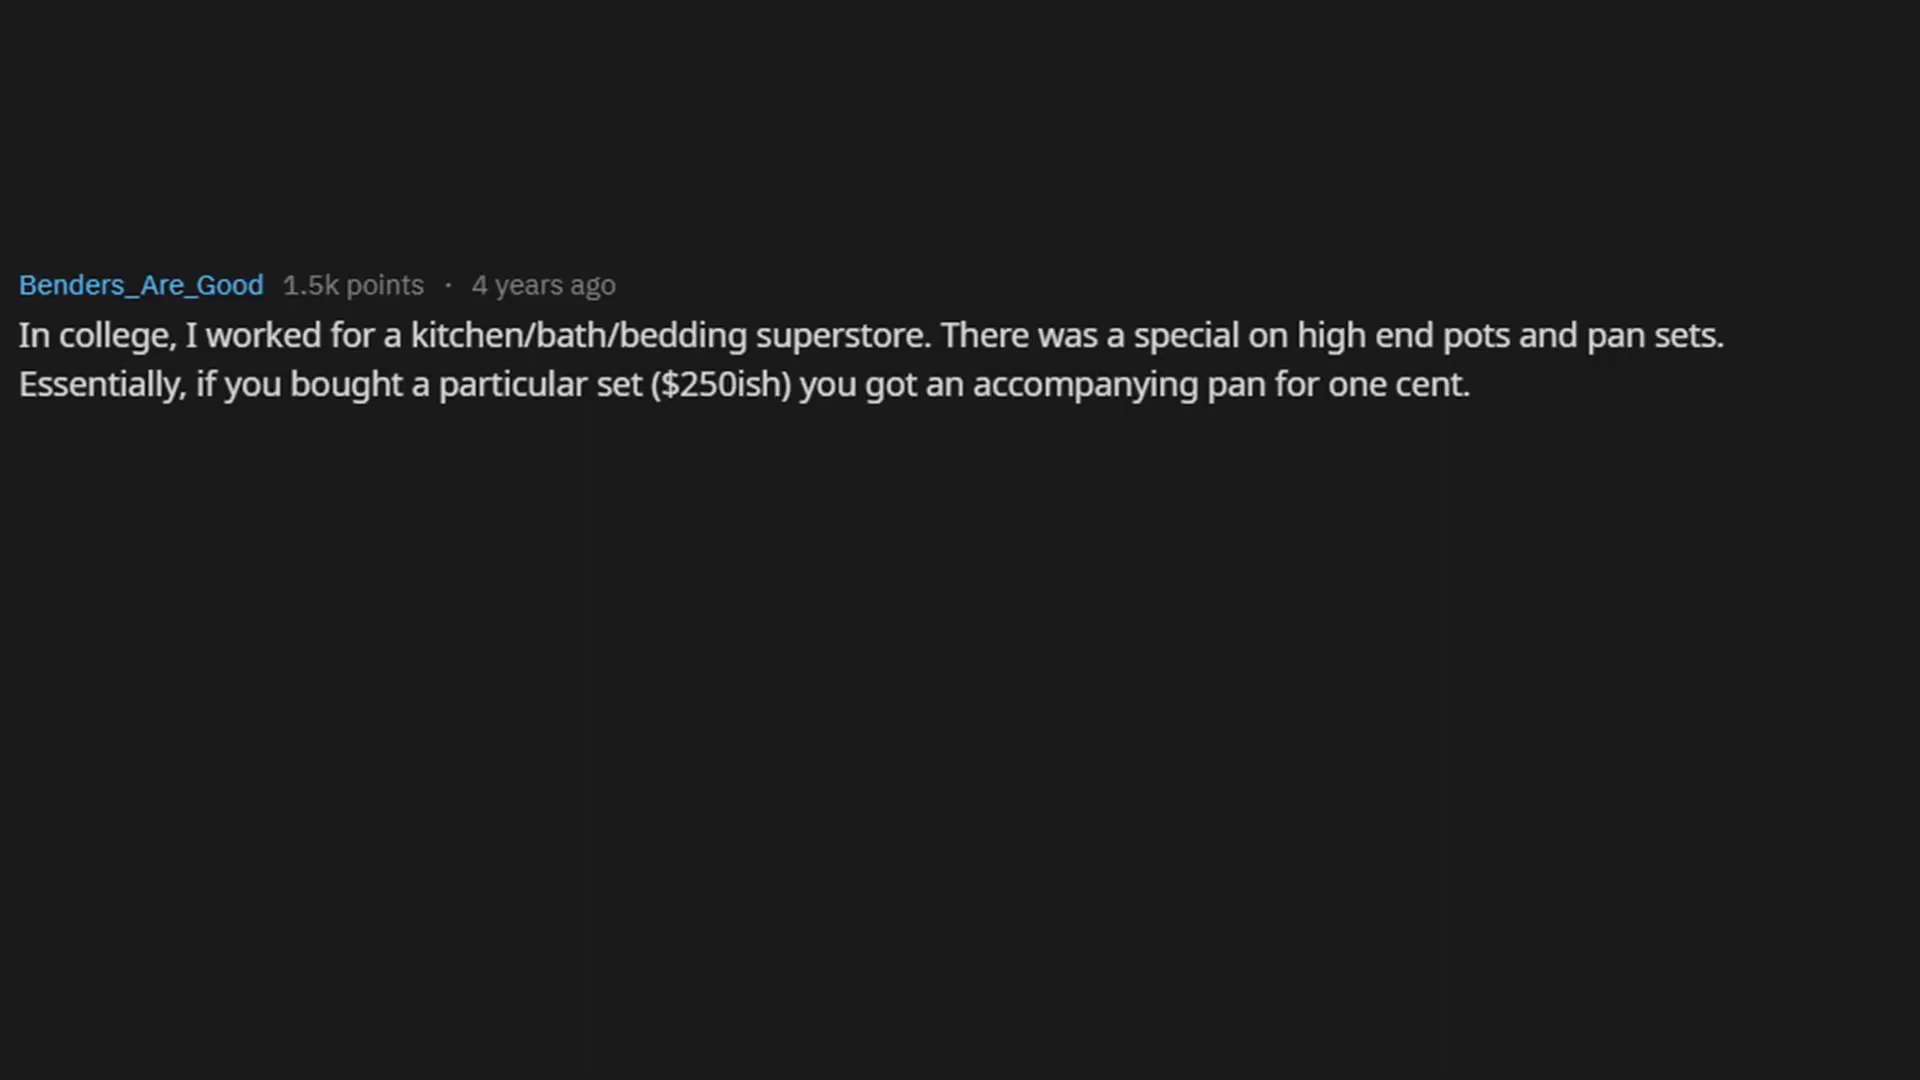 Benders_Are_Good 1.5k points · 4 years ago
In college, I worked for a kitchen/bath/bedding superstore. There was a special on high end pots and pan sets.
Essentially, if you bought a particular set ($250ish) you got an accompanying pan for one cent.